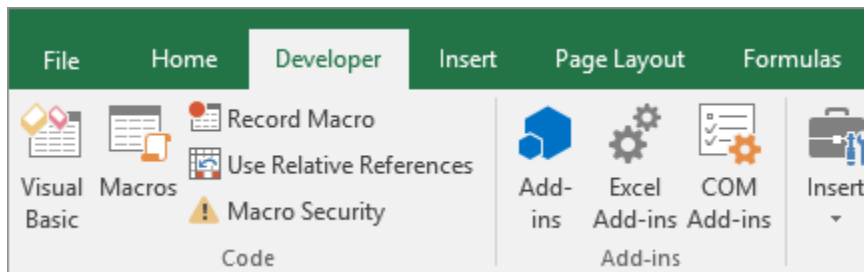 File Home Developer Insert Page Layout Formulas
Record Macro
Use Relative References
Macro Security
Visual
Basic
Macros
Code
Add-
ins
Excel
Add-ins
COM
Add-ins
Add-ins
Insert